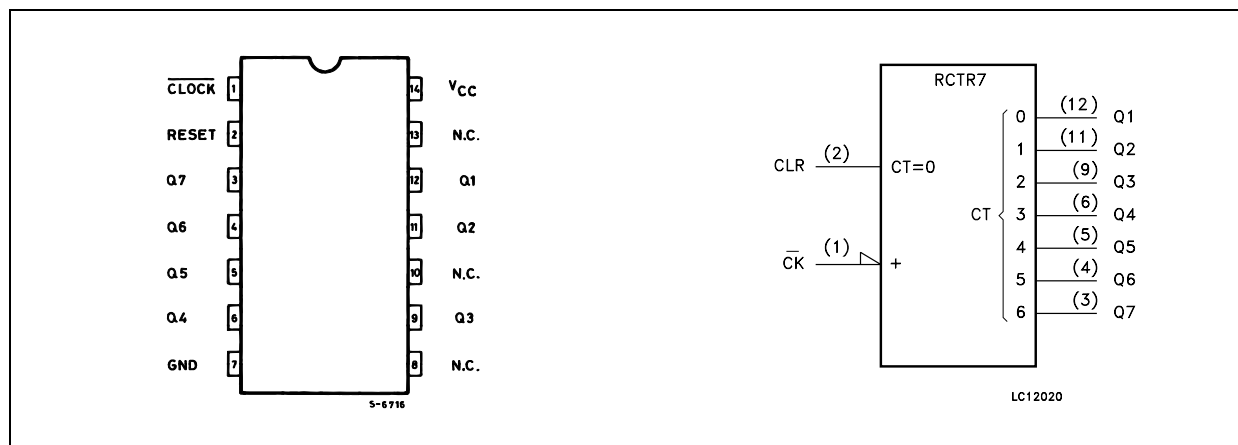 CLOCK 1 14 VCC
RESET 2 13 N.C.
Q7 3 12 Q1
Q6 4 11 Q2
Q5 5 10 N.C.
Q4 6 9 Q3
GND 7 8 N.C.
S-6716
RCTR7
0 (12) Q1
1 (11) Q2
CLR (2) CT=0
2 (9) Q3
CT 3 (6) Q4
4 (5) Q5
CK (1) +
5 (4) Q6
6 (3) Q7
LC12020